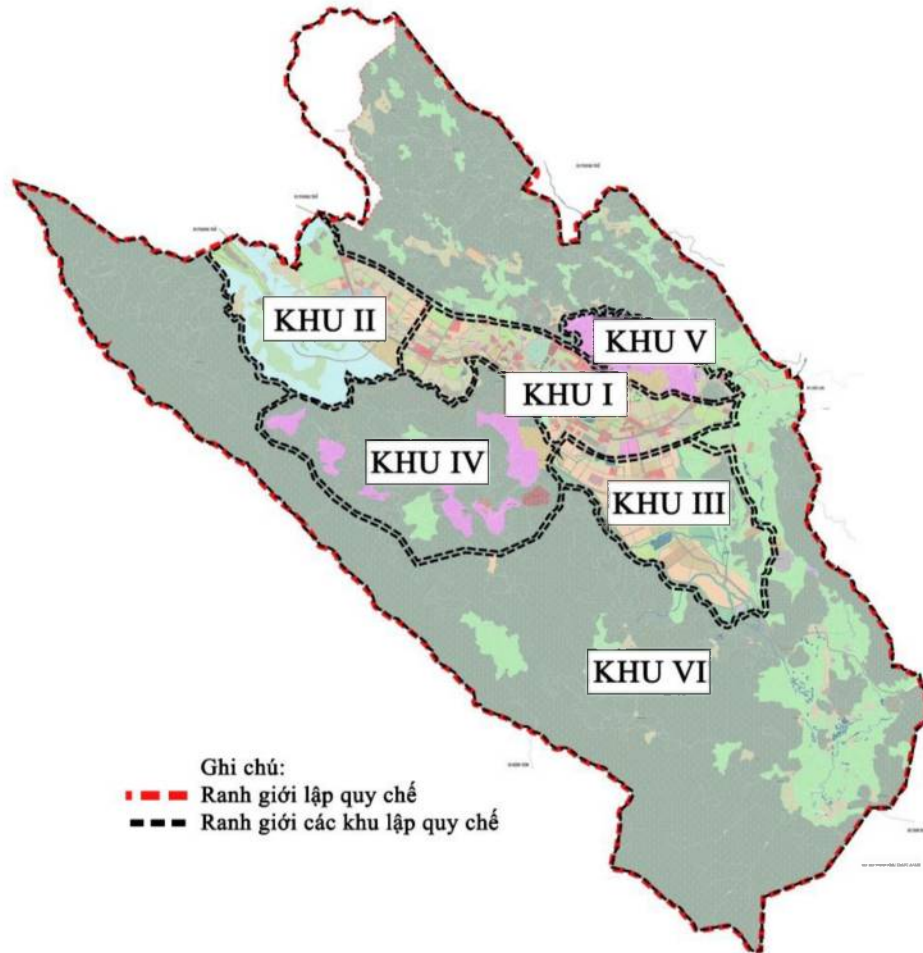 KHU II
KHU V
KHU I
KHU IV
KHU III
KHU VI
Ghi chú:
Ranh giới lập quy chế
Ranh giới các khu lập quy chế